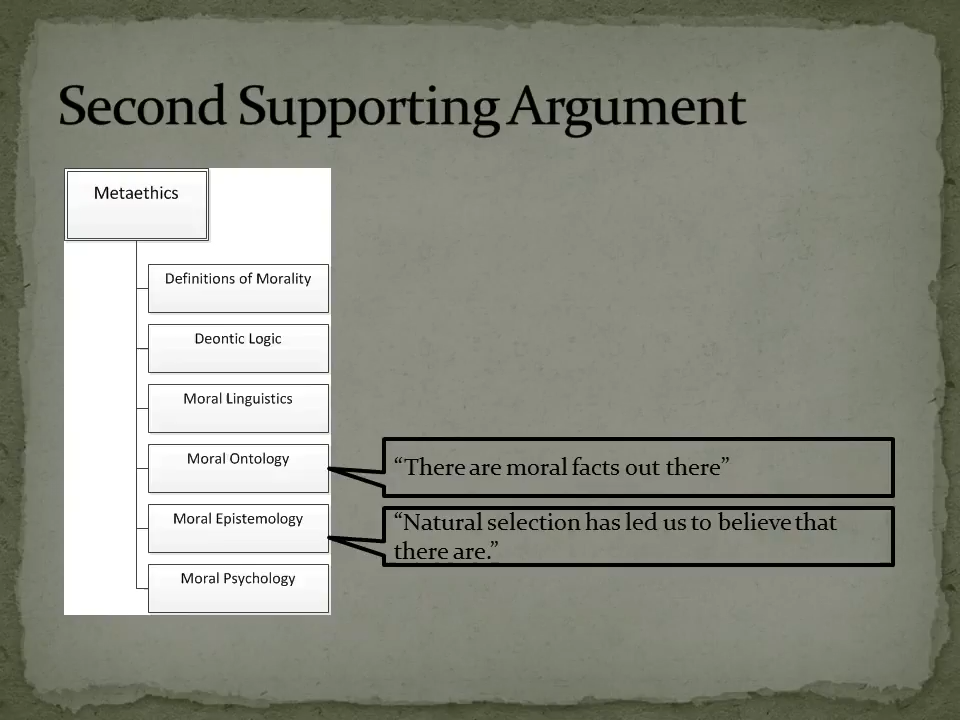 Second Supporting Argument
Metaethics
Definitions of Morality
Deontic Logic
Moral Linguistics
Moral Ontology
Moral Epistemology
Moral Psychology
“There are moral facts out there”
“Natural selection has led us to believe that
there are.”